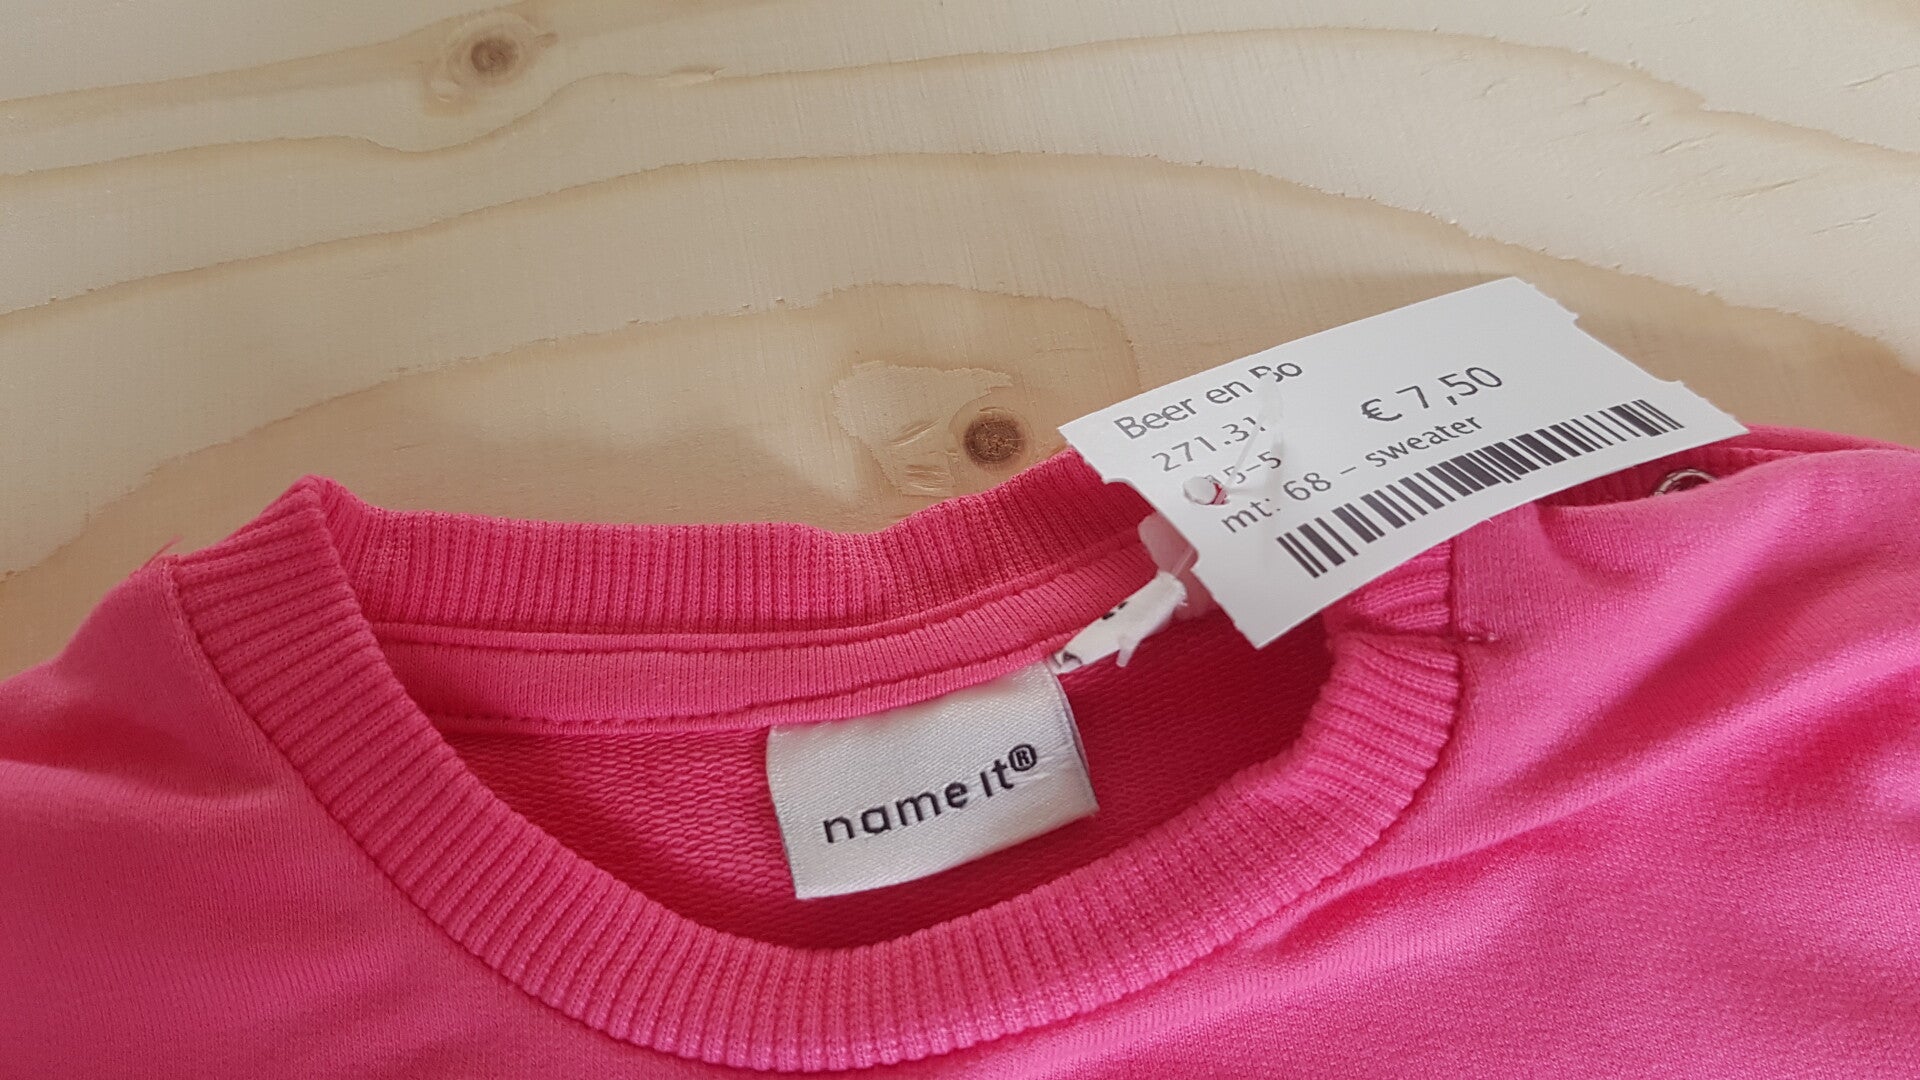 Beer en Bo
€ 7,50
mt: 68 – sweater
name it®